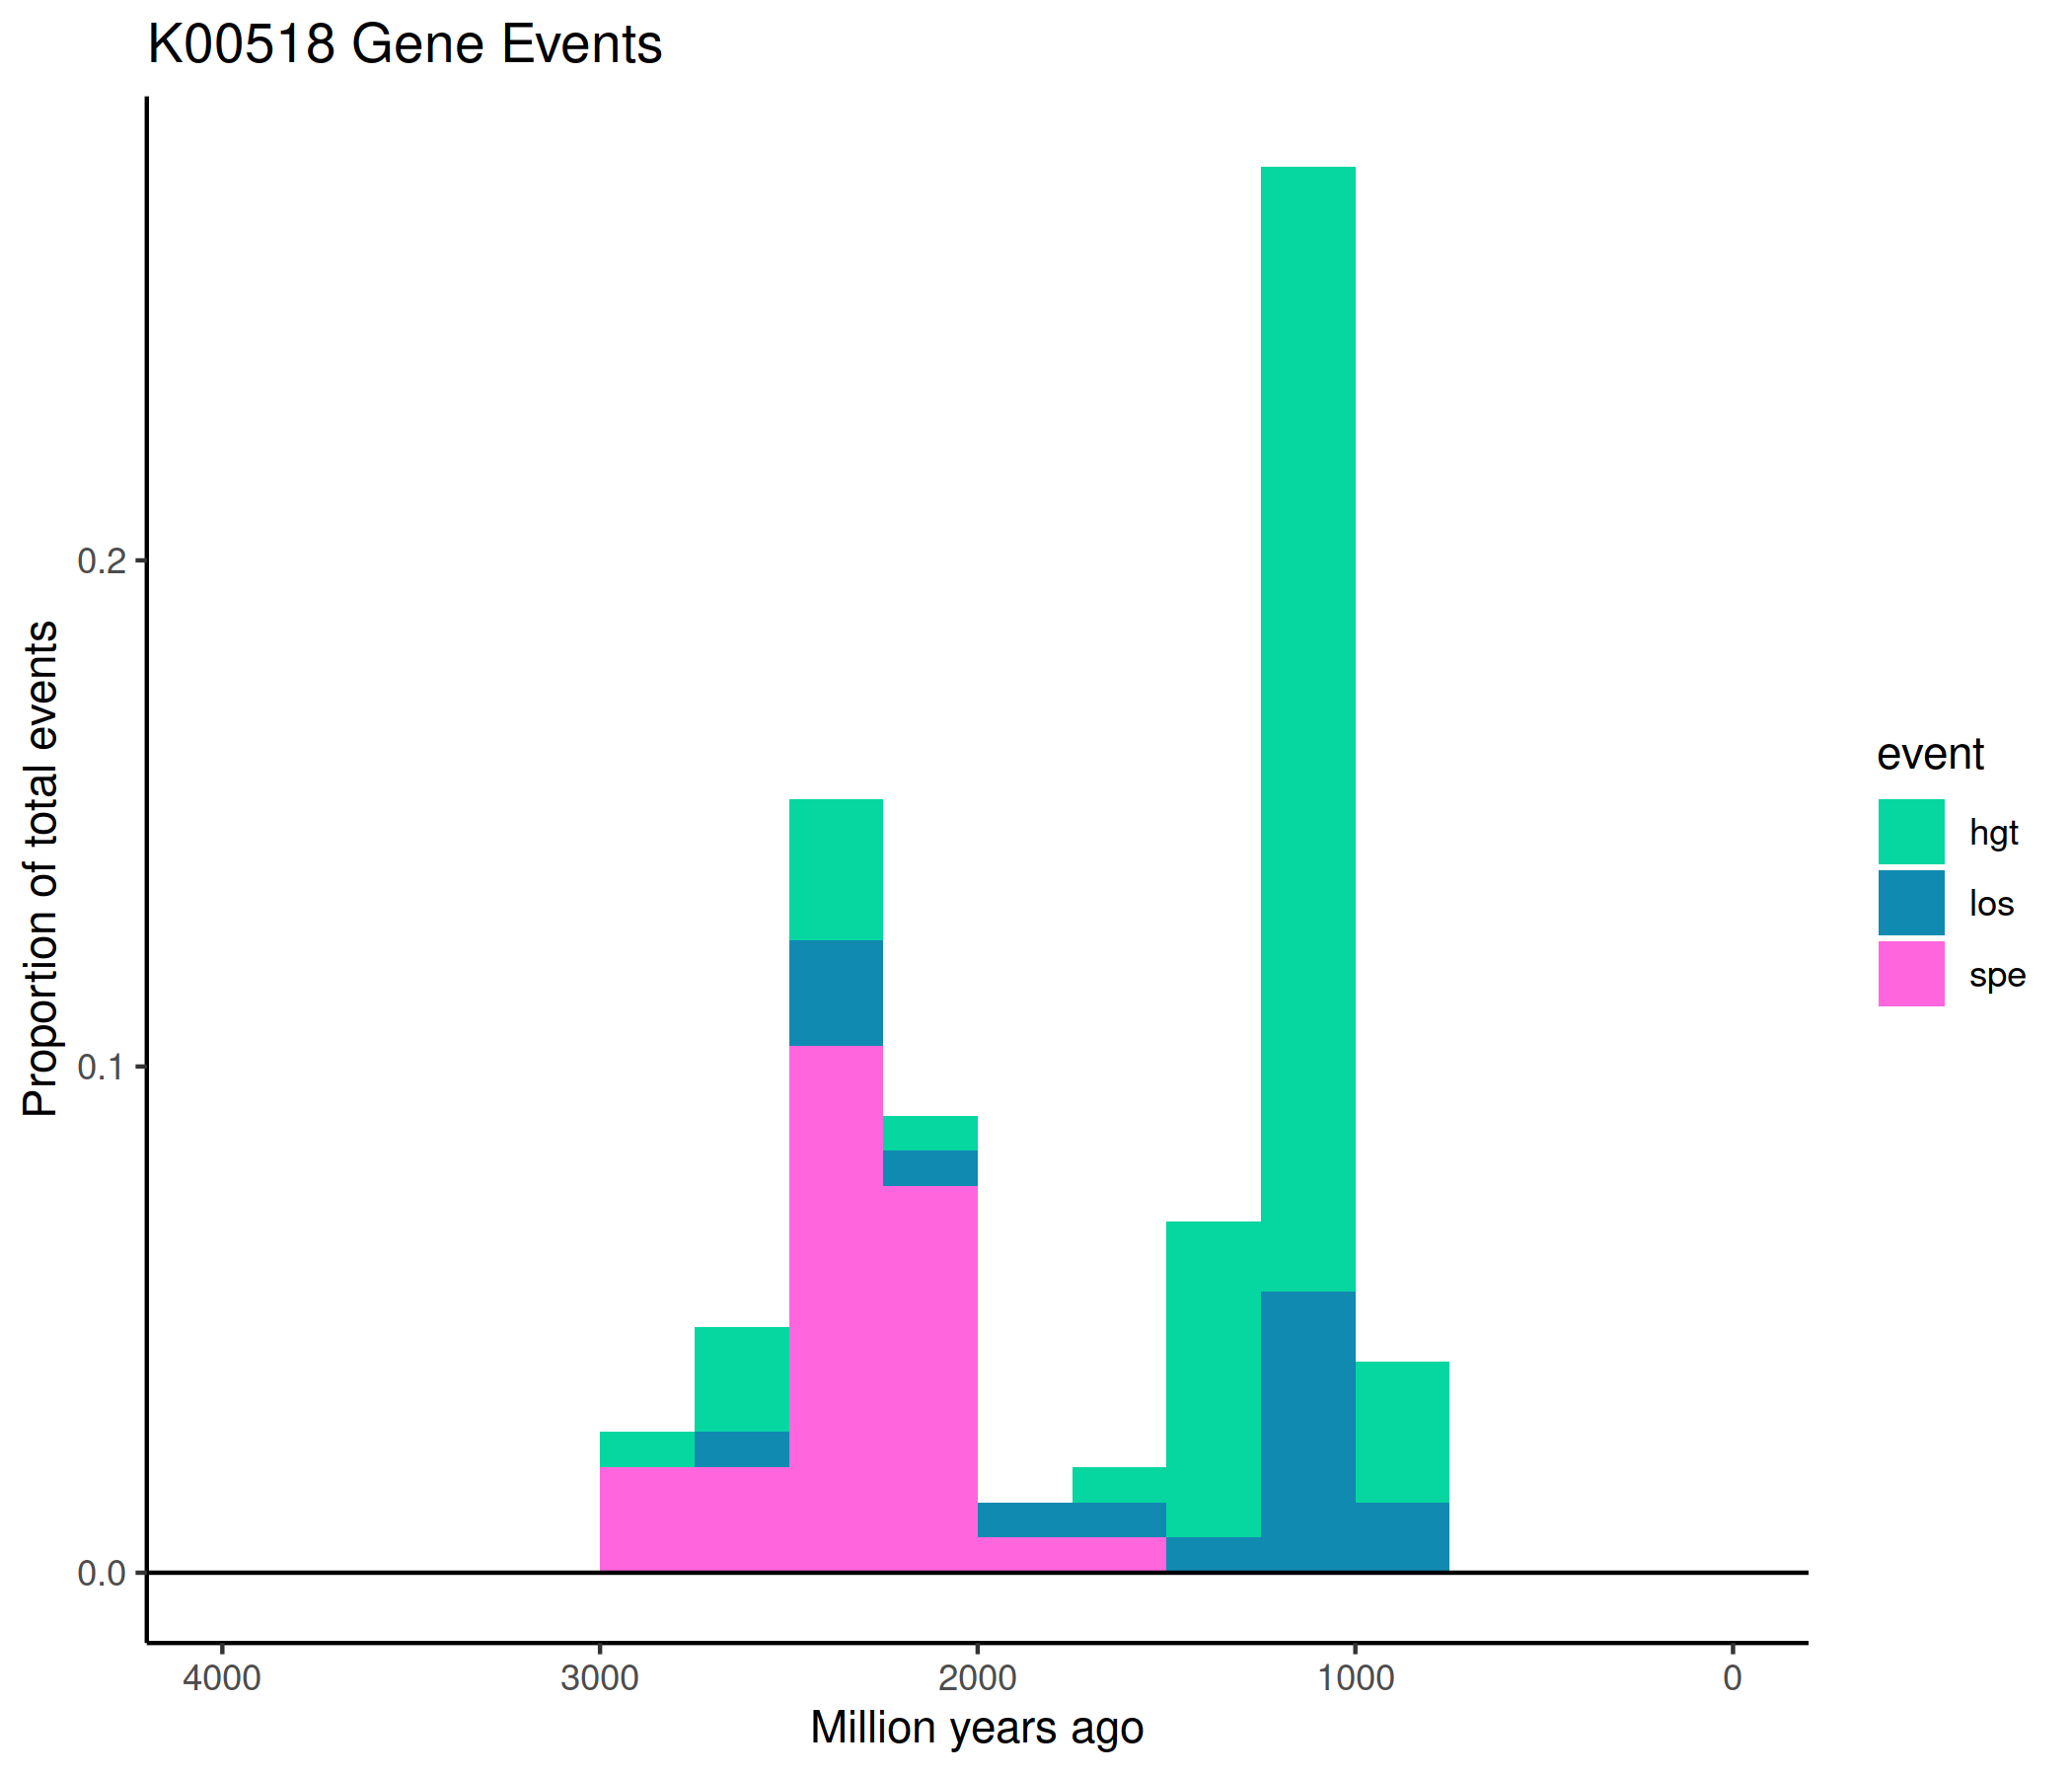 K00518 Gene Events
Proportion of total events
0.2
0.1
0.0
4000 3000 2000 1000 0
Million years ago
event
hgt
los
spe